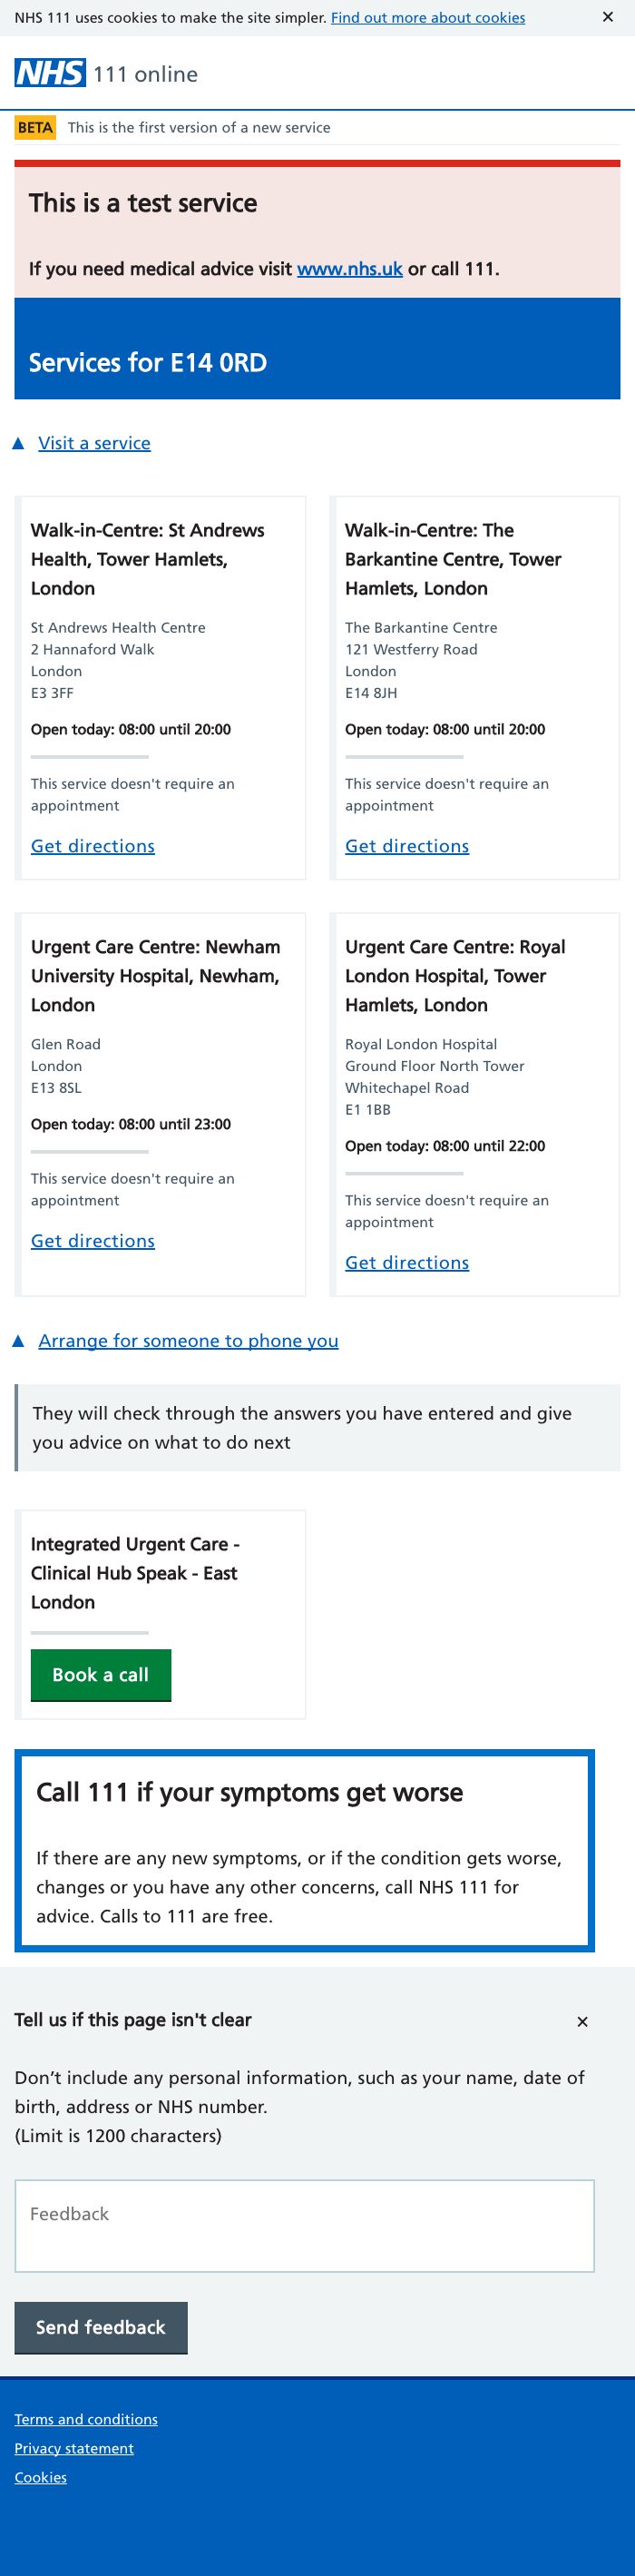 NHS 111 uses cookies to make the site simpler. Find out more about cookies ✕
NHS 111 online
BETA This is the first version of a new service
This is a test service
If you need medical advice visit www.nhs.uk or call 111.
Services for E14 0RD
▲ Visit a service
Walk-in-Centre: St Andrews
Health, Tower Hamlets,
London
St Andrews Health Centre
2 Hannaford Walk
London
E3 3FF
Open today: 08:00 until 20:00
This service doesn't require an
appointment
Get directions
Walk-in-Centre: The
Barkantine Centre, Tower
Hamlets, London
The Barkantine Centre
121 Westferry Road
London
E14 8JH
Open today: 08:00 until 20:00
This service doesn't require an
appointment
Get directions
Urgent Care Centre: Newham
University Hospital, Newham,
London
Glen Road
London
E13 8SL
Open today: 08:00 until 23:00
This service doesn't require an
appointment
Get directions
Urgent Care Centre: Royal
London Hospital, Tower
Hamlets, London
Royal London Hospital
Ground Floor North Tower
Whitechapel Road
E1 1BB
Open today: 08:00 until 22:00
This service doesn't require an
appointment
Get directions
▲ Arrange for someone to phone you
They will check through the answers you have entered and give
you advice on what to do next
Integrated Urgent Care -
Clinical Hub Speak - East
London
Book a call
Call 111 if your symptoms get worse
If there are any new symptoms, or if the condition gets worse,
changes or you have any other concerns, call NHS 111 for
advice. Calls to 111 are free.
Tell us if this page isn't clear ✕
Don’t include any personal information, such as your name, date of
birth, address or NHS number.
(Limit is 1200 characters)
Feedback
Send feedback
Terms and conditions
Privacy statement
Cookies